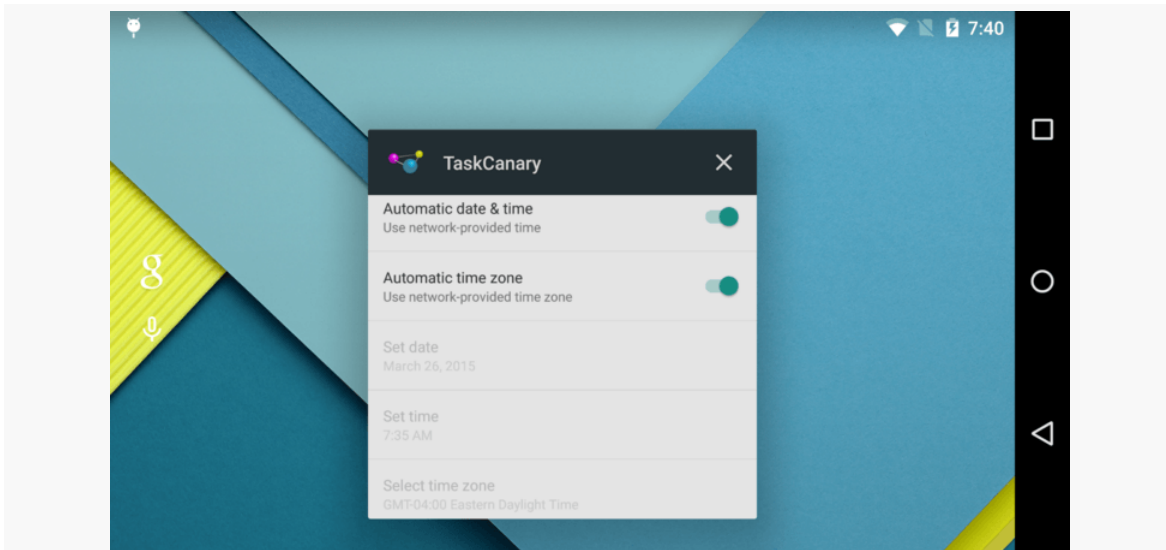 7:40
TaskCanary
Automatic date & time
Use network-provided time
Automatic time zone
Use network-provided time zone
g
Set date
March 26, 2015
Set time
7:35 AM
Select time zone
GMT-04:00 Eastern Daylight Time